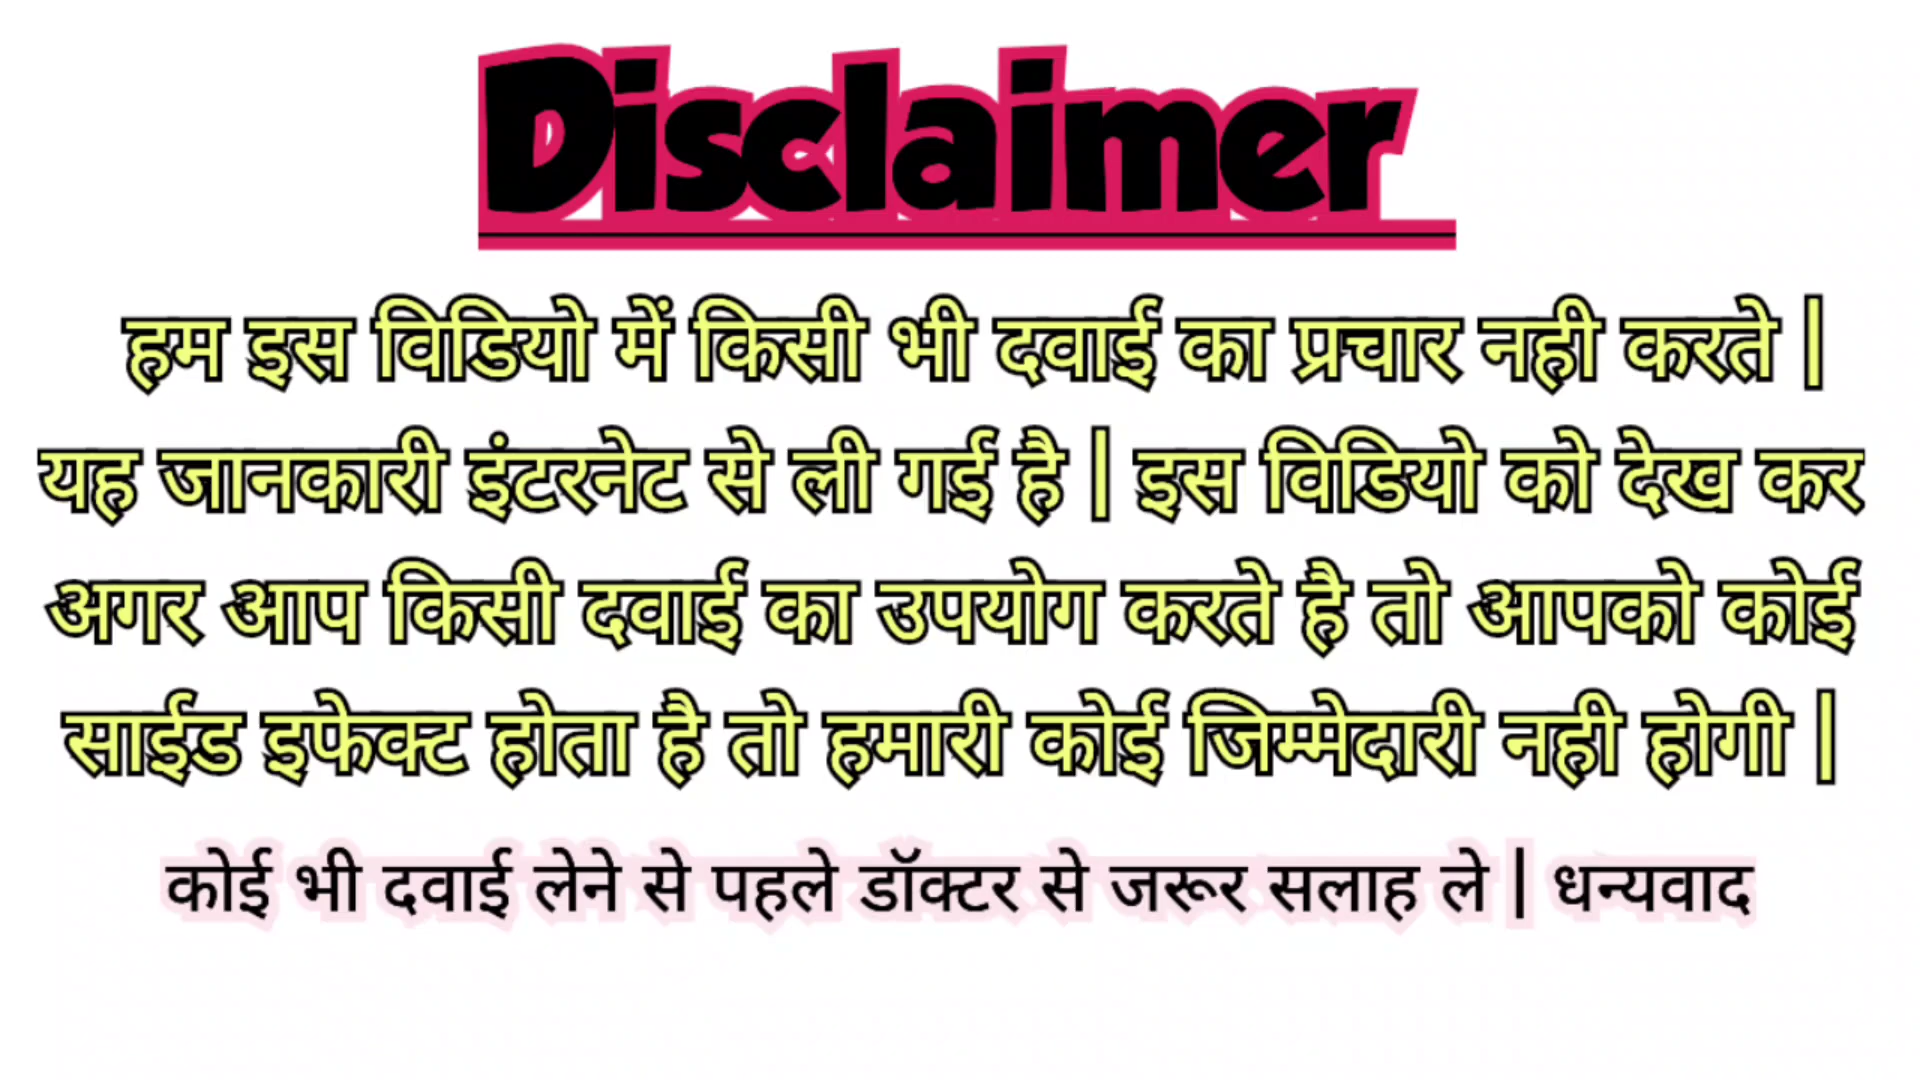 Disclaimer
हम इस विडियो में किसी भी दवाई का प्रचार नही करते |
यह जानकारी इंटरनेट से ली गई है | इस विडियो को देख कर
अगर आप किसी दवाई का उपयोग करते है तो आपको कोई
साईड इफेक्ट होता है तो हमारी कोई जिम्मेदारी नही होगी |
कोई भी दवाई लेने से पहले डॉक्टर से जरूर सलाह ले | धन्यवाद